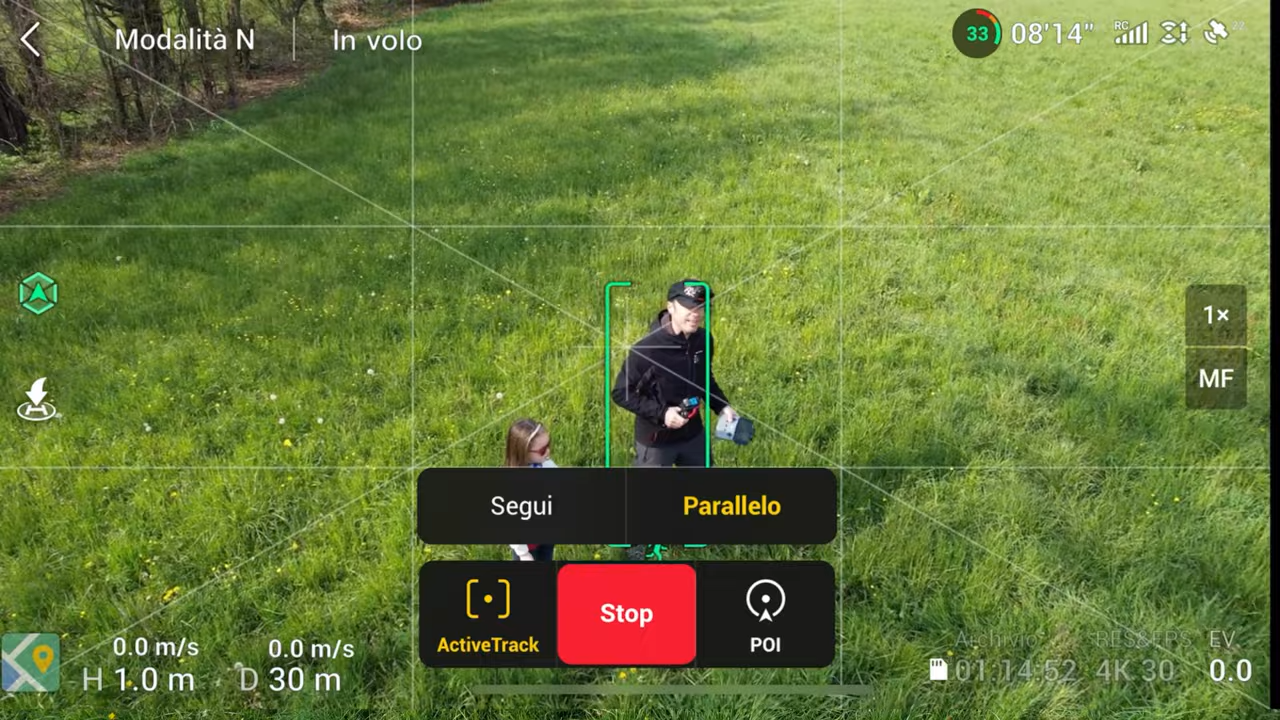 Modalità N
In volo
33
08'14"
RC
22
1×
MF
Segui
Parallelo
ActiveTrack
Stop
POI
0.0 m/s
0.0 m/s
H 1.0 m
D 30 m
Archivio
RES&FPS
EV
01:14:52
4K 30
0.0